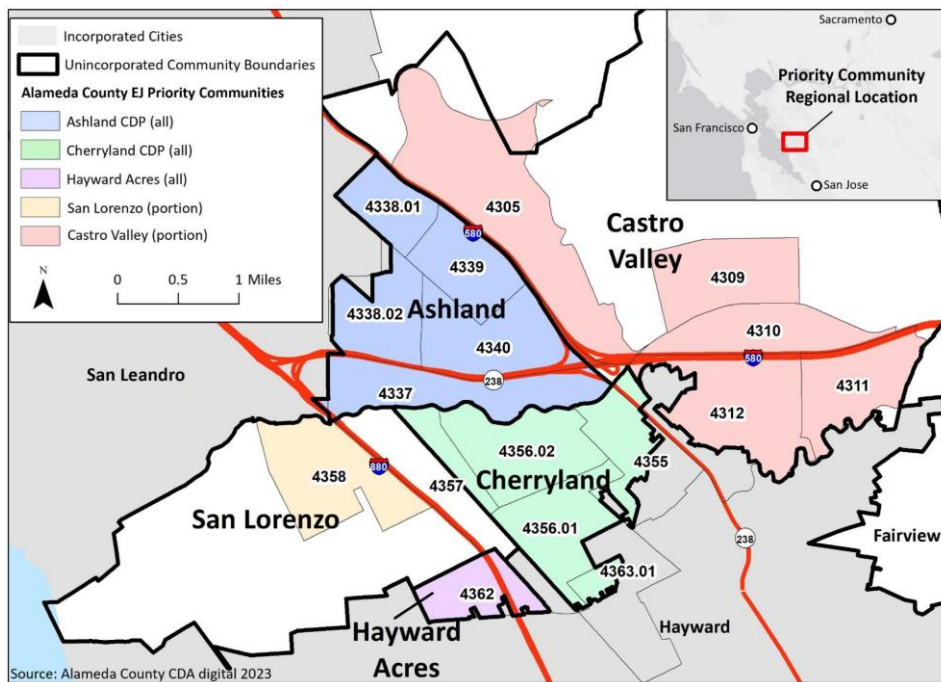 Incorporated Cities
Unincorporated Community Boundaries
Alameda County EJ Priority Communities
Ashland CDP (all)
Cherryland CDP (all)
Hayward Acres (all)
San Lorenzo (portion)
Castro Valley (portion)
N
0 0.5 1 Miles
Sacramento
Priority Community
Regional Location
San Francisco
San Jose
4338.01
4305
580
Castro
Valley
4339
4309
4338.02
Ashland
4310
4340
580
San Leandro
238
4311
4337
4312
4356.02
4355
4358
880
4357
Cherryland
San Lorenzo
4356.01
238
Fairview
4363.01
4362
Hayward
Hayward
Acres
Source: Alameda County CDA digital 2023